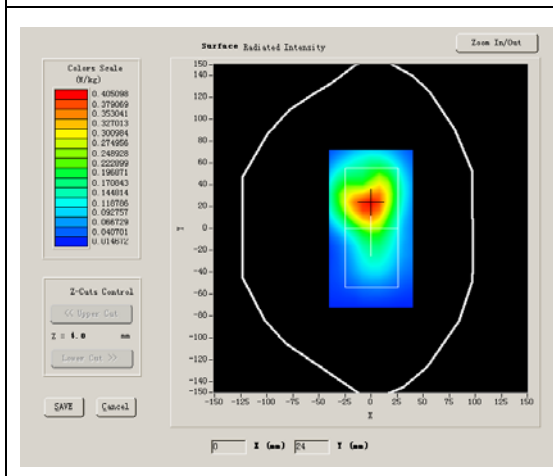 Surface Radiated Intensity
Zoom In/Out
Colors Scale
(W/kg)
0.405098
0.379069
0.353041
0.327013
0.300984
0.274956
0.248928
0.222899
0.196871
0.170843
0.144814
0.118786
0.092757
0.066729
0.040701
0.014672
150
140
120
100
80
60
40
20
0
-20
-40
-60
-80
-100
-120
-140
-150
Y
-150 -125 -100 -75 -50 -25 0 25 50 75 100 125 150
X
Z-Cuts Control
<< Upper Cut
Z = 4.0 mm
Lower Cut >>
SAVE Cancel
0 X (mm) 24 Y (mm)